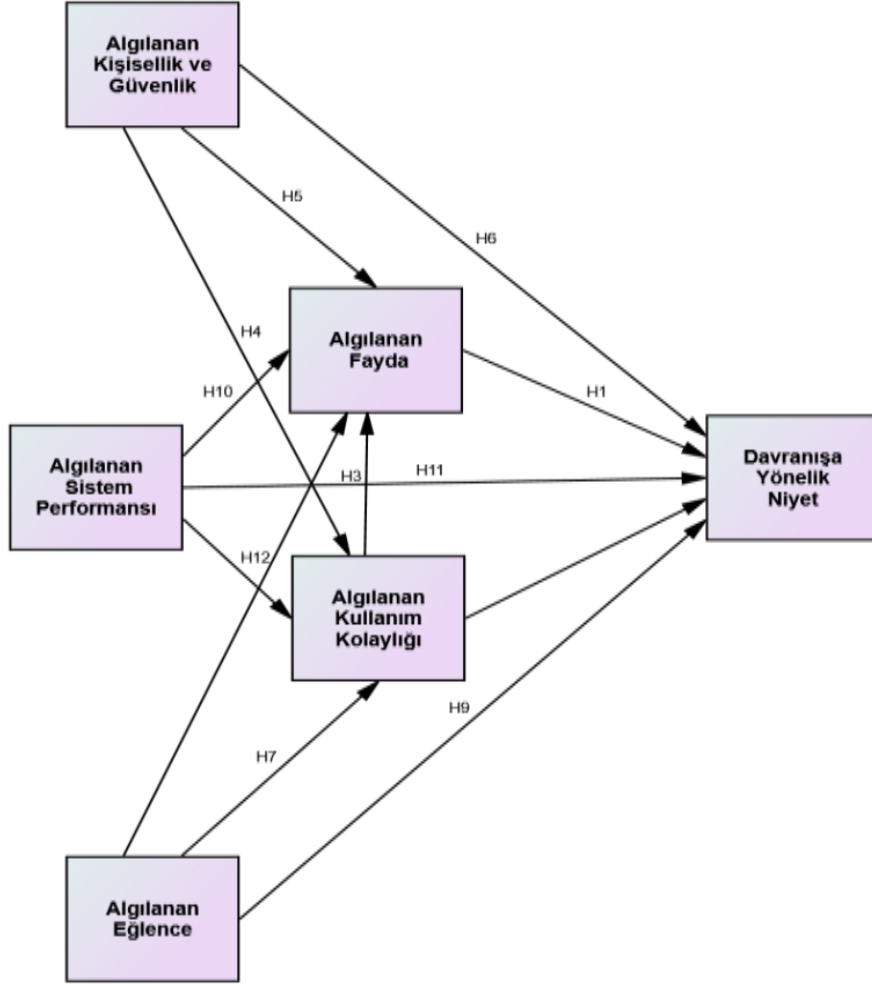 Algılanan
Kişisellik ve
Güvenlik
H5
H6
H4
Algılanan
Fayda
H10
H1
Algılanan
Sistem
Performansı
H3
H11
Davranışa
Yönelik
Niyet
H12
Algılanan
Kullanım
Kolaylığı
H9
H7
Algılanan
Eğlence